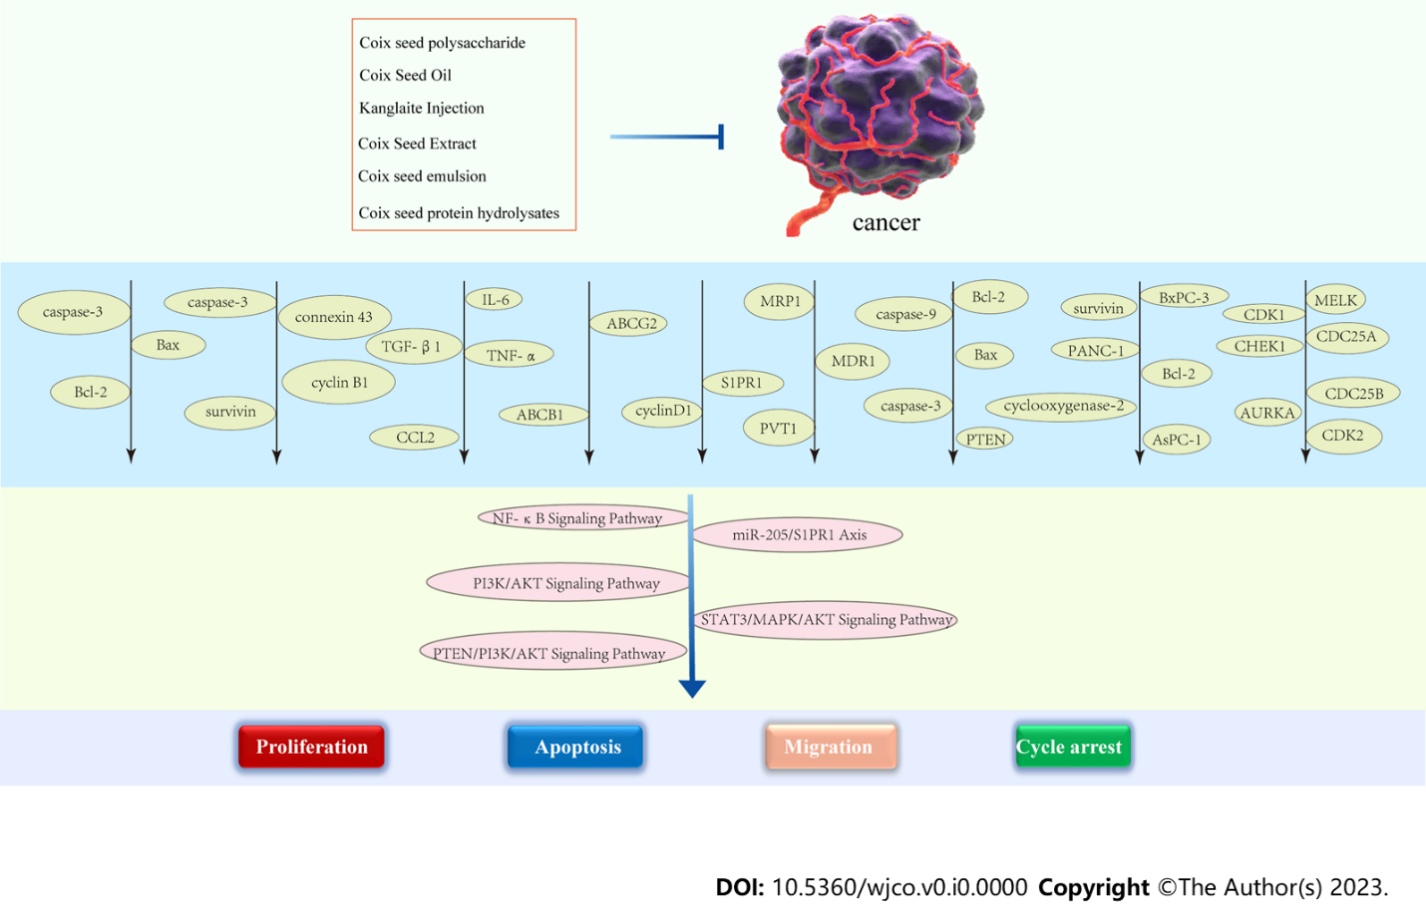 Coix seed polysaccharide
Coix Seed Oil
Kanglaite Injection
Coix Seed Extract
Coix seed emulsion
Coix seed protein hydrolysates
cancer
caspase-3
Bax
Bcl-2
caspase-3
connexin 43
cyclin B1
survivin
IL-6
TGF- β 1
TNF- α
CCL2
ABCG2
ABCB1
S1PR1
cyclinD1
MRP1
MDR1
PVT1
Bcl-2
caspase-9
Bax
caspase-3
PTEN
BxPC-3
survivin
PANC-1
Bcl-2
cyclooxygenase-2
AsPC-1
MELK
CDK1
CDC25A
CHEK1
CDC25B
AURKA
CDK2
NF- κ B Signaling Pathway
miR-205/S1PR1 Axis
PI3K/AKT Signaling Pathway
STAT3/MAPK/AKT Signaling Pathway
PTEN/PI3K/AKT Signaling Pathway
Proliferation
Apoptosis
Migration
Cycle arrest
DOI: 10.5360/wjco.v0.i0.0000 Copyright ©The Author(s) 2023.